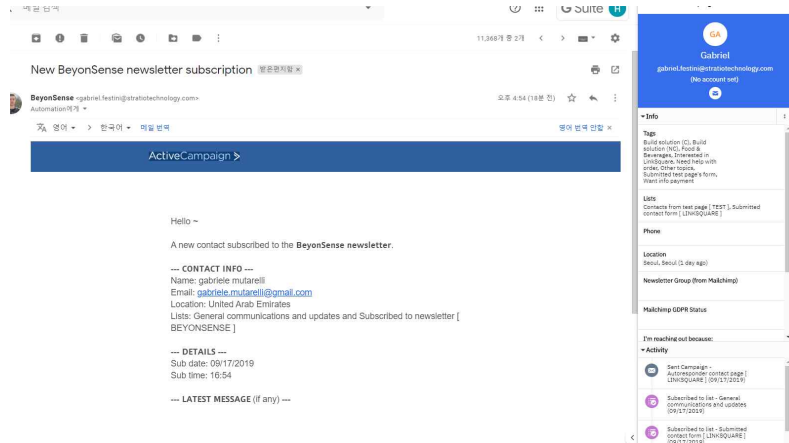 메일 검색
G Suite
H
11,368개 중 2개
New BeyonSense newsletter subscription 받은편지함 ×
BeyonSense <gabriel.festini@stratiotechnology.com>
오후 4:54 (18분 전)
Automation에게
영어 > 한국어 메일 번역
영어 번역 안함 ×
ActiveCampaign >
Hello ~
A new contact subscribed to the BeyonSense newsletter.
--- CONTACT INFO ---
Name: gabriele mutarelli
Email: gabriele.mutarelli@gmail.com
Location: United Arab Emirates
Lists: General communications and updates and Subscribed to newsletter [
BEYONSENSE ]
--- DETAILS ---
Sub date: 09/17/2019
Sub time: 16:54
--- LATEST MESSAGE (if any) ---
GA
Gabriel
gabriel.festini@stratiotechnology.com
(No account set)
Info
Tags
Build solution (C), Build
solution (NC), Food &
Beverages, Interested in
LinkSquare, Need help with
order, Other topics,
Submitted test page's form,
Want info payment
Lists
Contacts from test page [ TEST ], Submitted
contact form [ LINKSQUARE ]
Phone
Location
Seoul, Seoul (1 day ago)
Newsletter Group (from Mailchimp)
Mailchimp GDPR Status
I'm reaching out because:
Activity
Sent Campaign -
Autoresponder contact page [
LINKSQUARE ] (09/17/2019)
Subscribed to list - General
communications and updates
(09/17/2019)
Subscribed to list - Submitted
contact form [ LINKSQUARE ]
(09/17/2019)